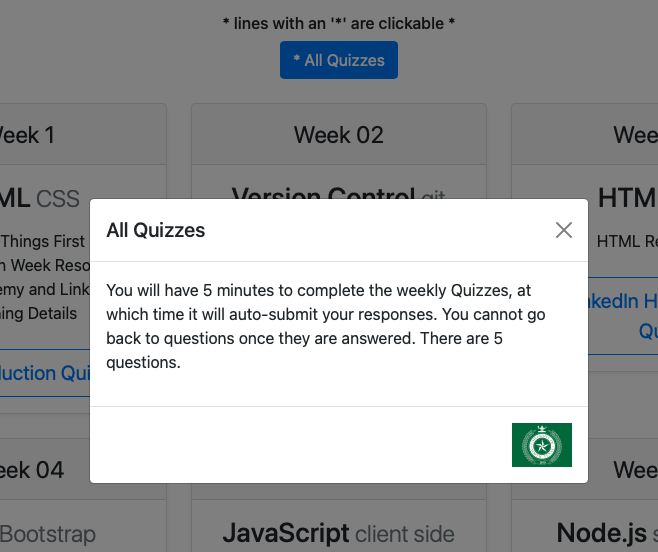 * lines with an '*' are clickable *
* All Quizzes
eek 1
Week 02
Wee
ML CSS
Version Control git
HTM
Things First
n Week Reso
emy and Link
ning Details
HTML Re
uction Qui
kedIn H
Qu
All Quizzes
You will have 5 minutes to complete the weekly Quizzes, at
which time it will auto-submit your responses. You cannot go
back to questions once they are answered. There are 5
questions.
eek 04
Wee
Bootstrap
JavaScript client side
Node.js s